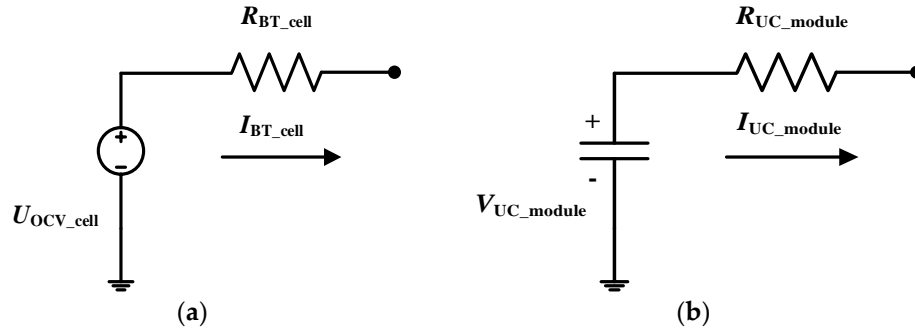 R_BT_cell
R_UC_module
I_BT_cell
I_UC_module
+
+
-
-
U_OCV_cell
V_UC_module
(a)
(b)